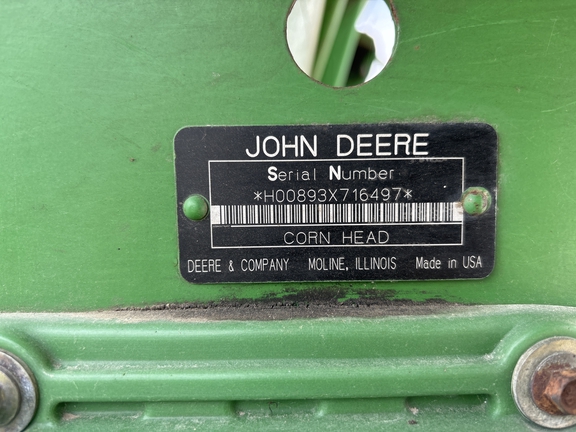 JOHN DEERE
Serial Number
*H00893X716497*
CORN HEAD
DEERE & COMPANY MOLINE, ILLINOIS Made in USA